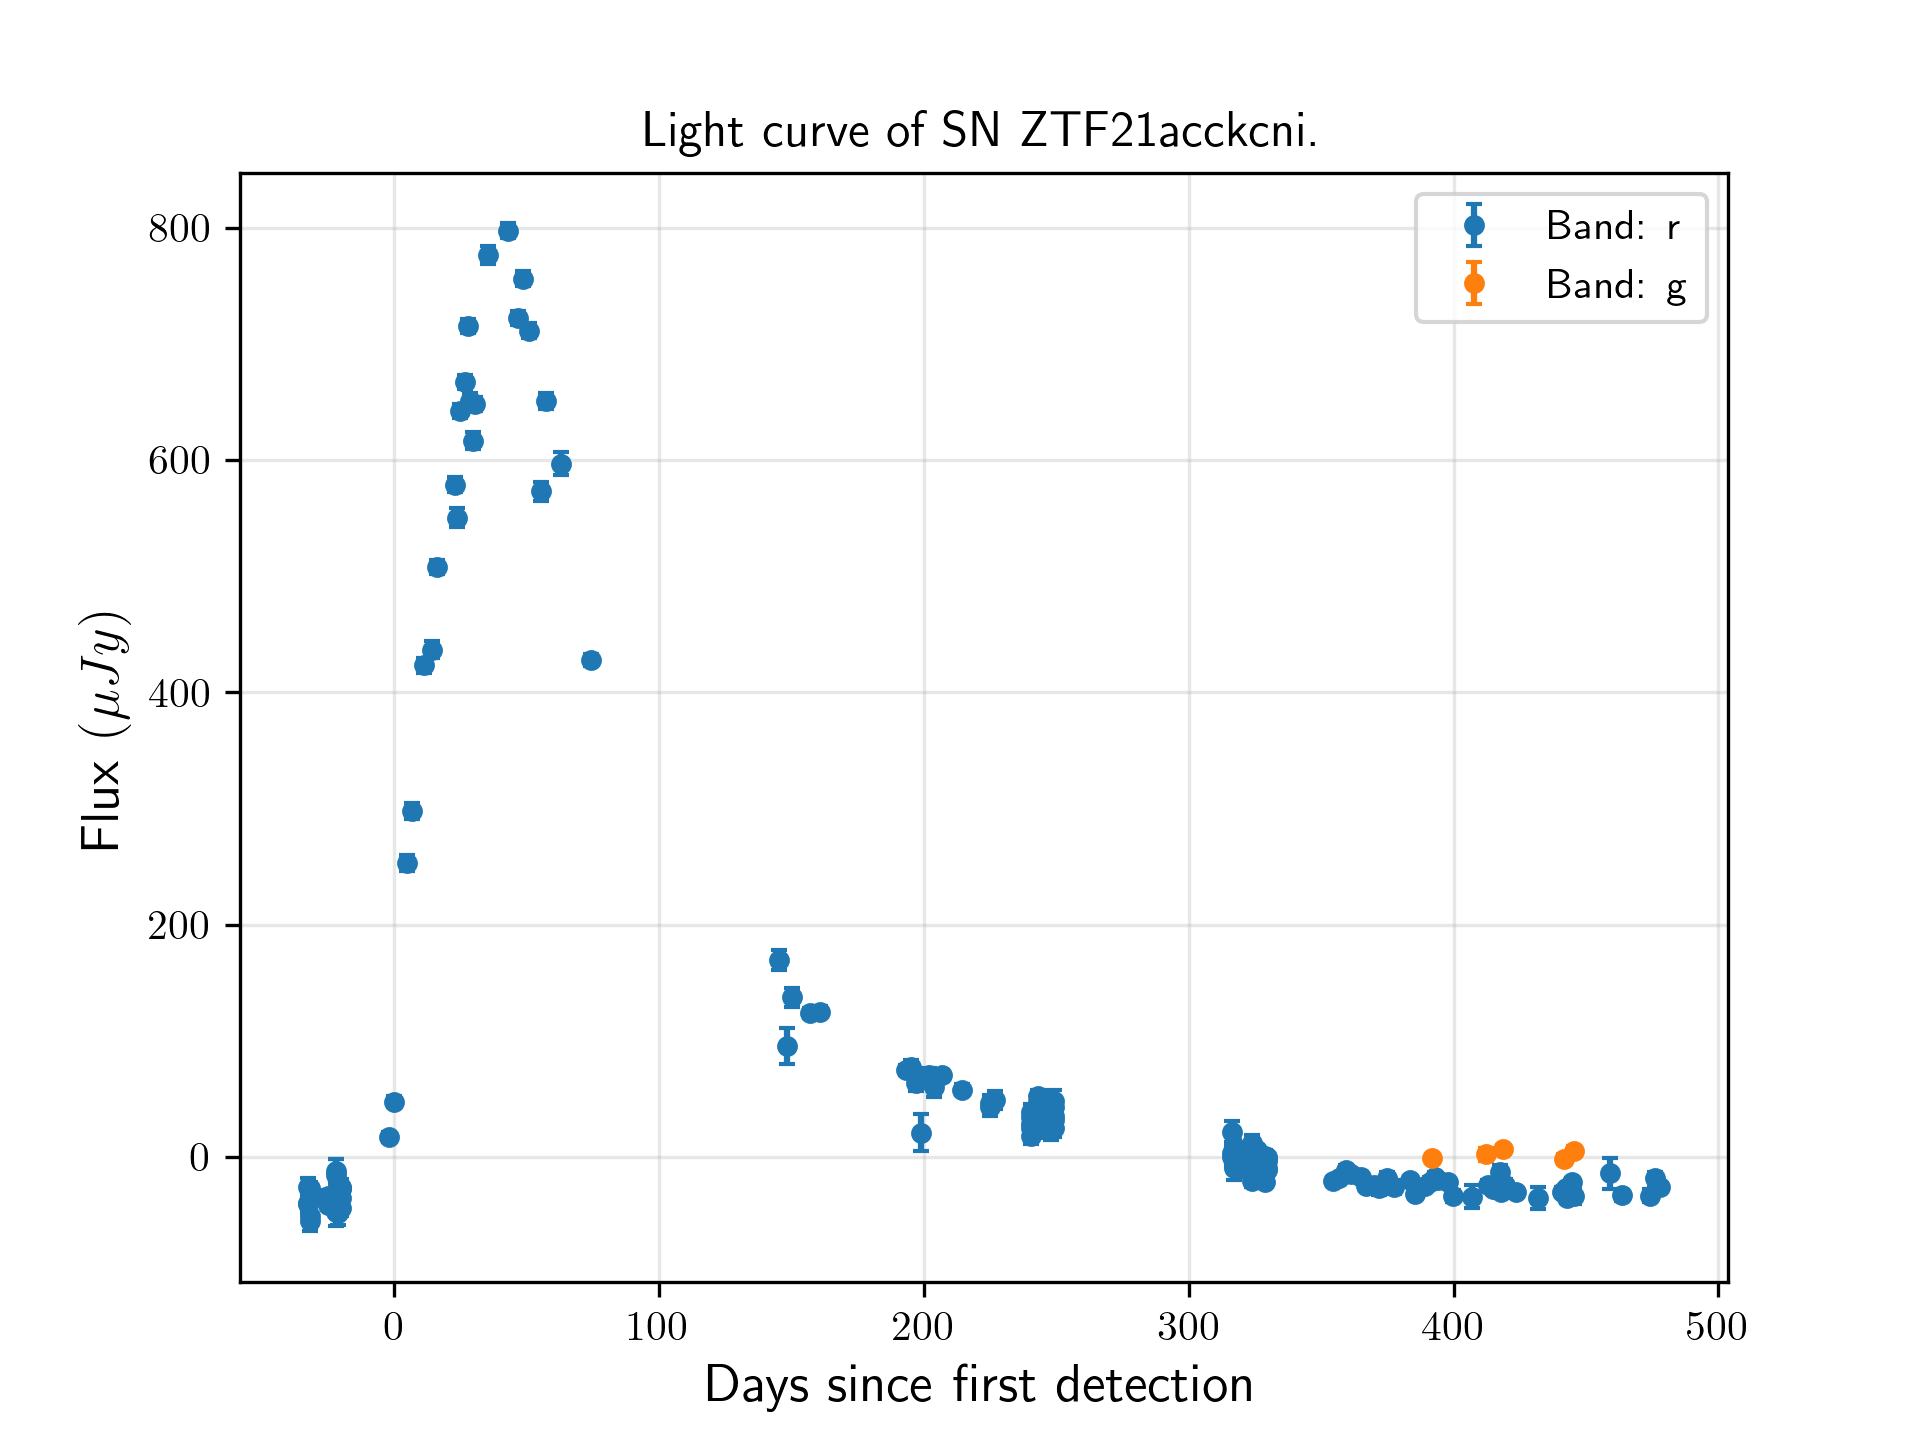 Light curve of SN ZTF21acckcni.
Band: r
Band: g
800
600
400
200
0
Flux (μJy)
0 100 200 300 400 500
Days since first detection